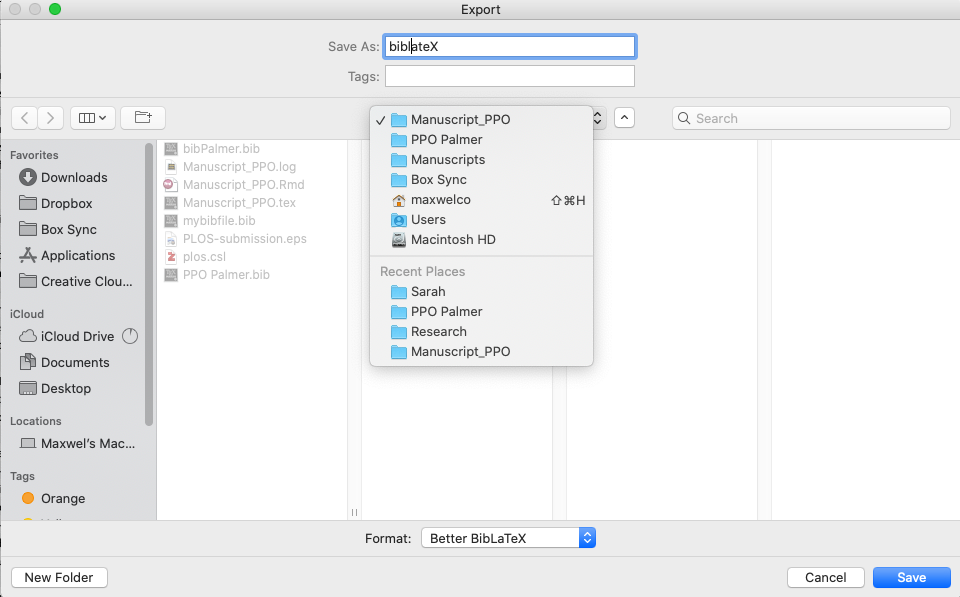 Export
Save As: biblateX
Tags:
Search
Favorites
Downloads
Dropbox
Box Sync
Applications
Creative Clou...
iCloud
iCloud Drive
Documents
Desktop
Locations
Maxwel's Mac...
Tags
Orange
bibPalmer.bib
Manuscript_PPO.log
Manuscript_PPO.Rmd
Manuscript_PPO.tex
mybibfile.bib
PLOS-submission.eps
plos.csl
PPO Palmer.bib
✓ Manuscript_PPO
PPO Palmer
Manuscripts
Box Sync
maxwelco ⇧⌘H
Users
Macintosh HD
Recent Places
Sarah
PPO Palmer
Research
Manuscript_PPO
Format: Better BibLaTeX
New Folder
Cancel
Save